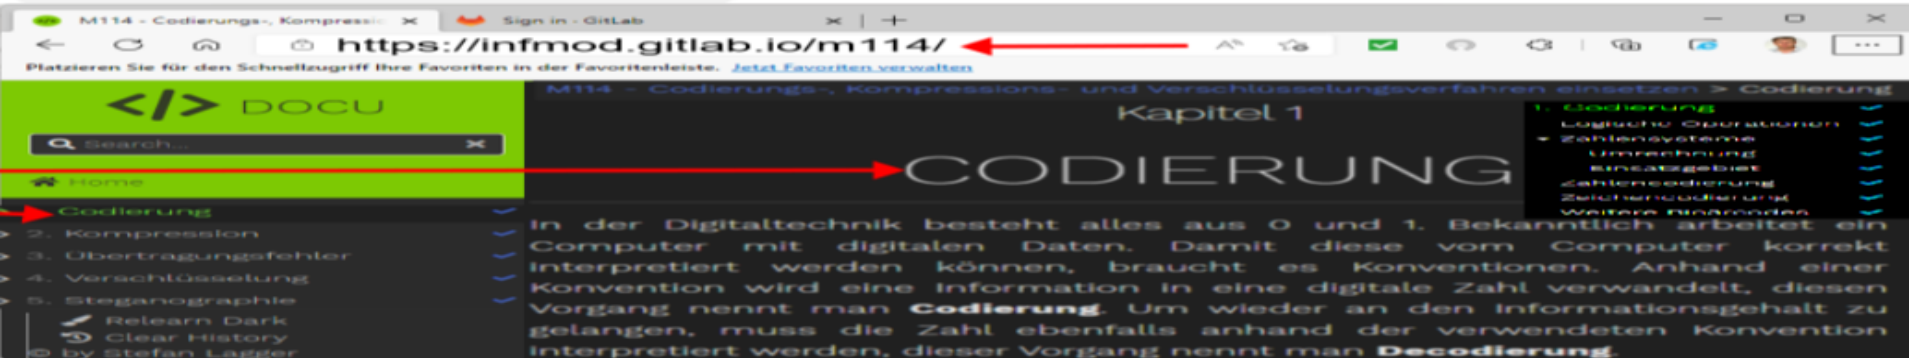 M114 - Codierungs-, Kompressio
Sign in - GitLab
https://infmod.gitlab.io/m114/
Platzieren Sie für den Schnellzugriff Ihre Favoriten in der Favoritenleiste. Jetzt Favoriten verwalten
</> DOCU
Search...
Home
Codierung
2. Kompression
3. Übertragungsfehler
4. Verschlüsselung
5. Steganographie
Relearn Dark
Clear History
© by Stefan Lagger
M114 - Codierungs-, Kompressions- und Verschlüsselungsverfahren einsetzen > Codierung
Kapitel 1
CODIERUNG
1. Codierung
Logische Operationen
Zahlensysteme
Umrechnung
Einsatzgebiet
Zahlencodierung
Zeichencodierung
Weitere Binärcodes
In der Digitaltechnik besteht alles aus 0 und 1. Bekanntlich arbeitet ein
Computer mit digitalen Daten. Damit diese vom Computer korrekt
interpretiert werden können, braucht es Konventionen. Anhand einer
Konvention wird eine Information in eine digitale Zahl verwandelt, diesen
Vorgang nennt man Codierung. Um wieder an den Informationsgehalt zu
gelangen, muss die Zahl ebenfalls anhand der verwendeten Konvention
interpretiert werden, dieser Vorgang nennt man Decodierung.